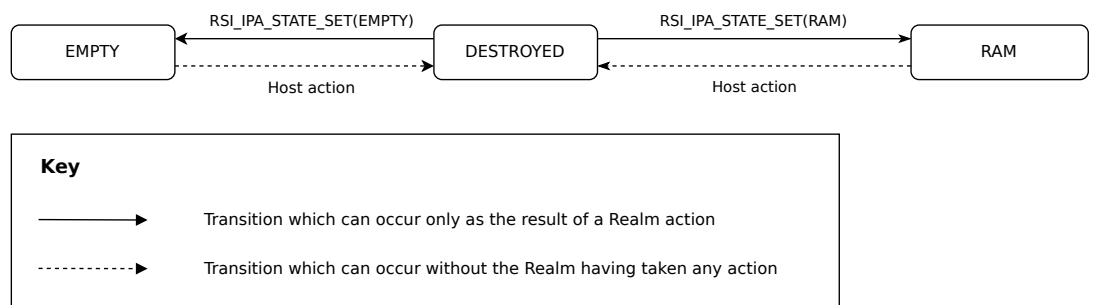 RSI_IPA_STATE_SET(EMPTY)
RSI_IPA_STATE_SET(RAM)
EMPTY
DESTROYED
RAM
Host action
Host action
Key
Transition which can occur only as the result of a Realm action
Transition which can occur without the Realm having taken any action